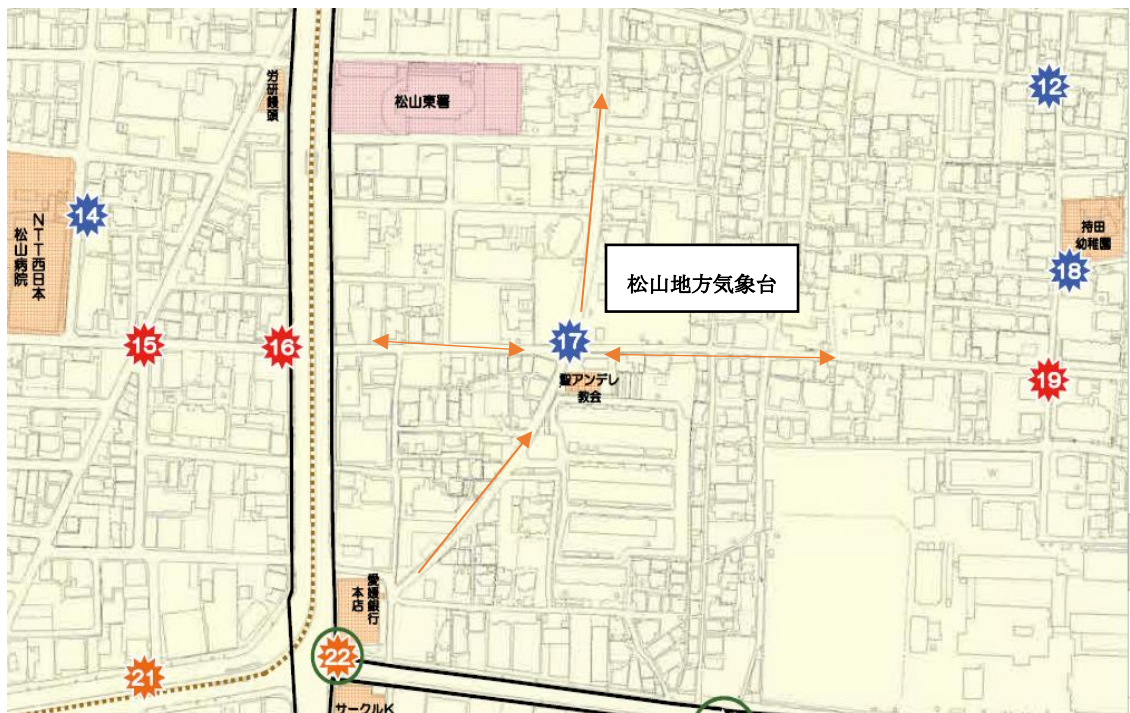 労研饅頭
松山東署
12
NTT西日本
松山病院
14
持田
幼稚園
松山地方気象台
18
15
16
17
聖アンデレ
教会
19
愛媛銀行
本店
W
22
21
サークルK